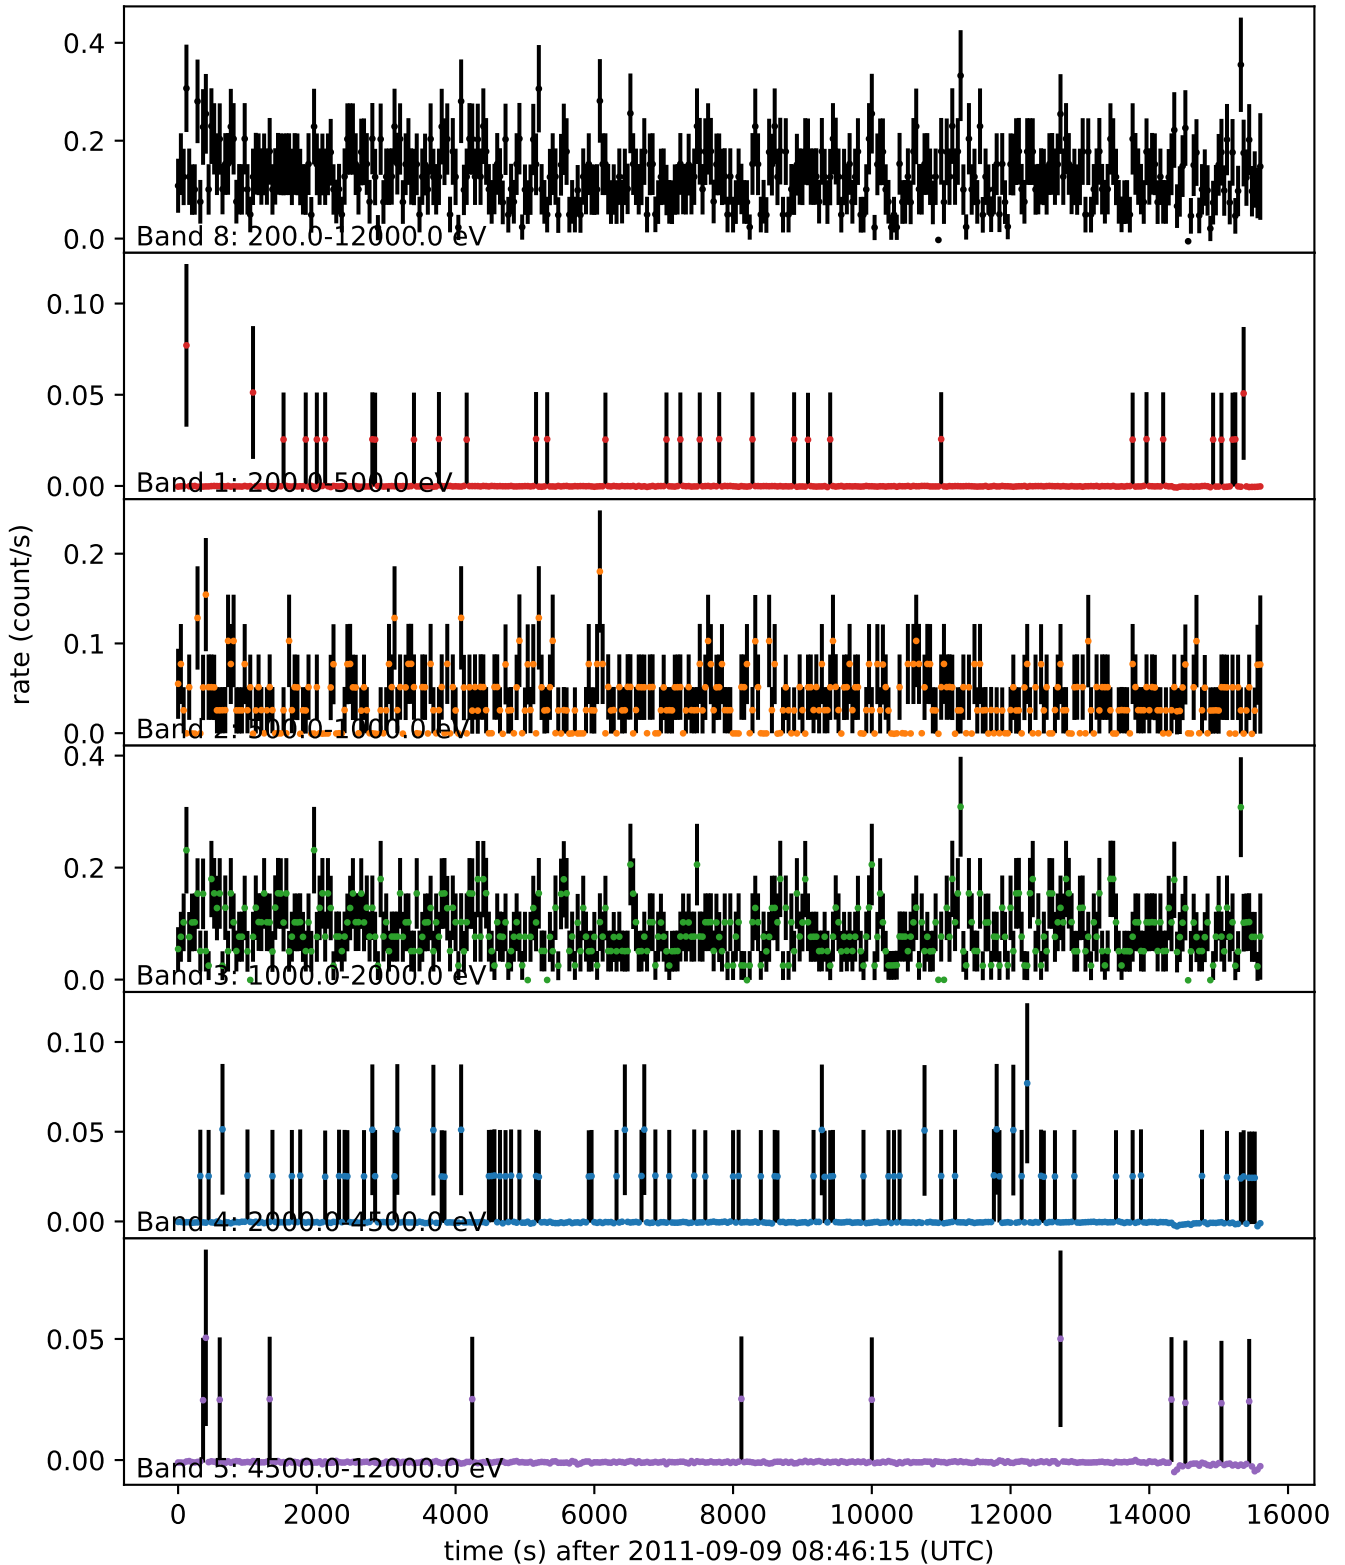 0.4
0.2
0.0
Band 8: 200.0-12000.0 eV
0.10
0.05
0.00
Band 1: 200.0-500.0 eV
0.2
0.1
0.0
Band 2: 500.0-1000.0 eV
rate (count/s)
0.4
0.2
0.0
Band 3: 1000.0-2000.0 eV
0.10
0.05
0.00
Band 4: 2000.0-4500.0 eV
0.05
0.00
Band 5: 4500.0-12000.0 eV
0 2000 4000 6000 8000 10000 12000 14000 16000
time (s) after 2011-09-09 08:46:15 (UTC)